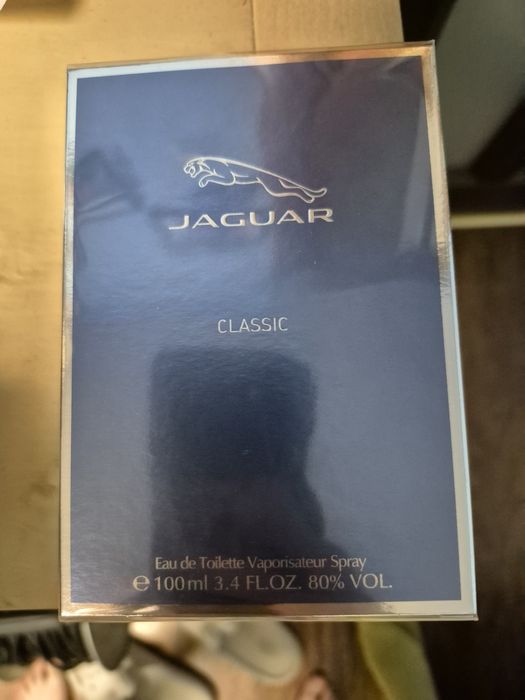 JAGUAR
CLASSIC
Eau de Toilette Vaporisateur Spray
℮ 100ml 3.4 FL.OZ. 80% VOL.